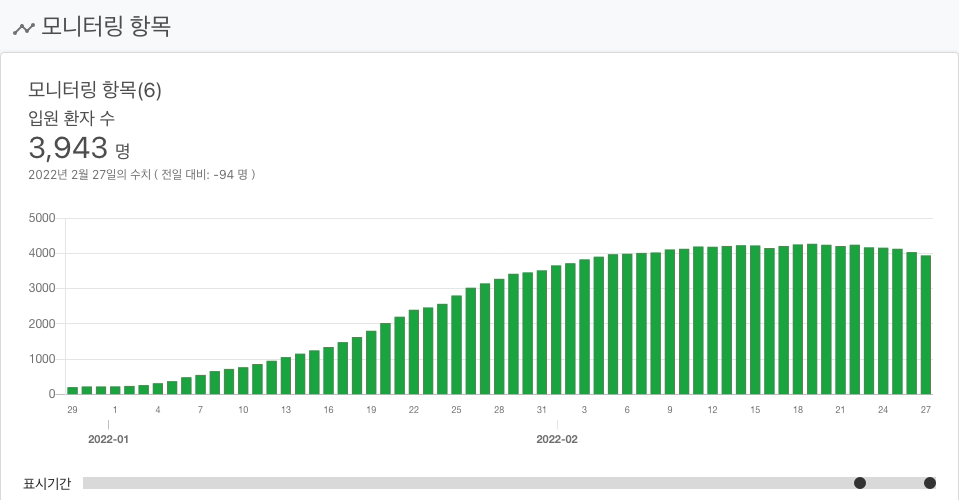 모니터링 항목
모니터링 항목(6)
입원 환자 수
3,943 명
2022년 2월 27일의 수치 ( 전일 대비: -94 명 )
5000
4000
3000
2000
1000
0
29 1 4 7 10 13 16 19 22 25 28 31 3 6 9 12 15 18 21 24 27
2022-01 2022-02
표시기간